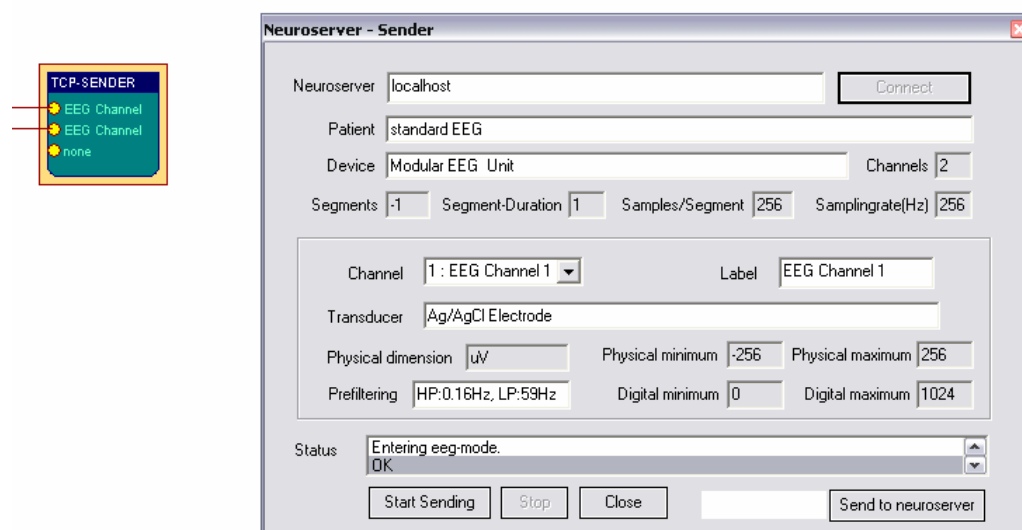 Neuroserver - Sender
TCP-SENDER
EEG Channel
EEG Channel
none
Neuroserver localhost Connect
Patient standard EEG
Device Modular EEG Unit Channels 2
Segments -1 Segment-Duration 1 Samples/Segment 256 Samplingrate(Hz) 256
Channel 1 : EEG Channel 1 Label EEG Channel 1
Transducer Ag/AgCl Electrode
Physical dimension uV Physical minimum -256 Physical maximum 256
Prefiltering HP:0.16Hz, LP:59Hz Digital minimum 0 Digital maximum 1024
Status Entering eeg-mode.
OK
Start Sending Stop Close Send to neuroserver